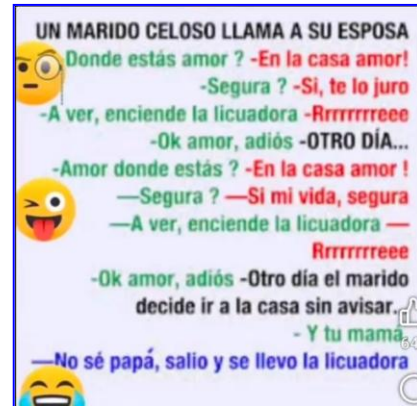 UN MARIDO CELOSO LLAMA A SU ESPOSA
Donde estás amor ? -En la casa amor!
-Segura ? -Si, te lo juro
-A ver, enciende la licuadora -Rrrrrrrreee
-Ok amor, adiós -OTRO DÍA...
-Amor donde estás ? -En la casa amor !
—Segura ? —Si mi vida, segura
—A ver, enciende la licuadora —
Rrrrrrrreee
-Ok amor, adiós -Otro día el marido
decide ir a la casa sin avisar.
- Y tu mamá
—No sé papá, salio y se llevo la licuadora